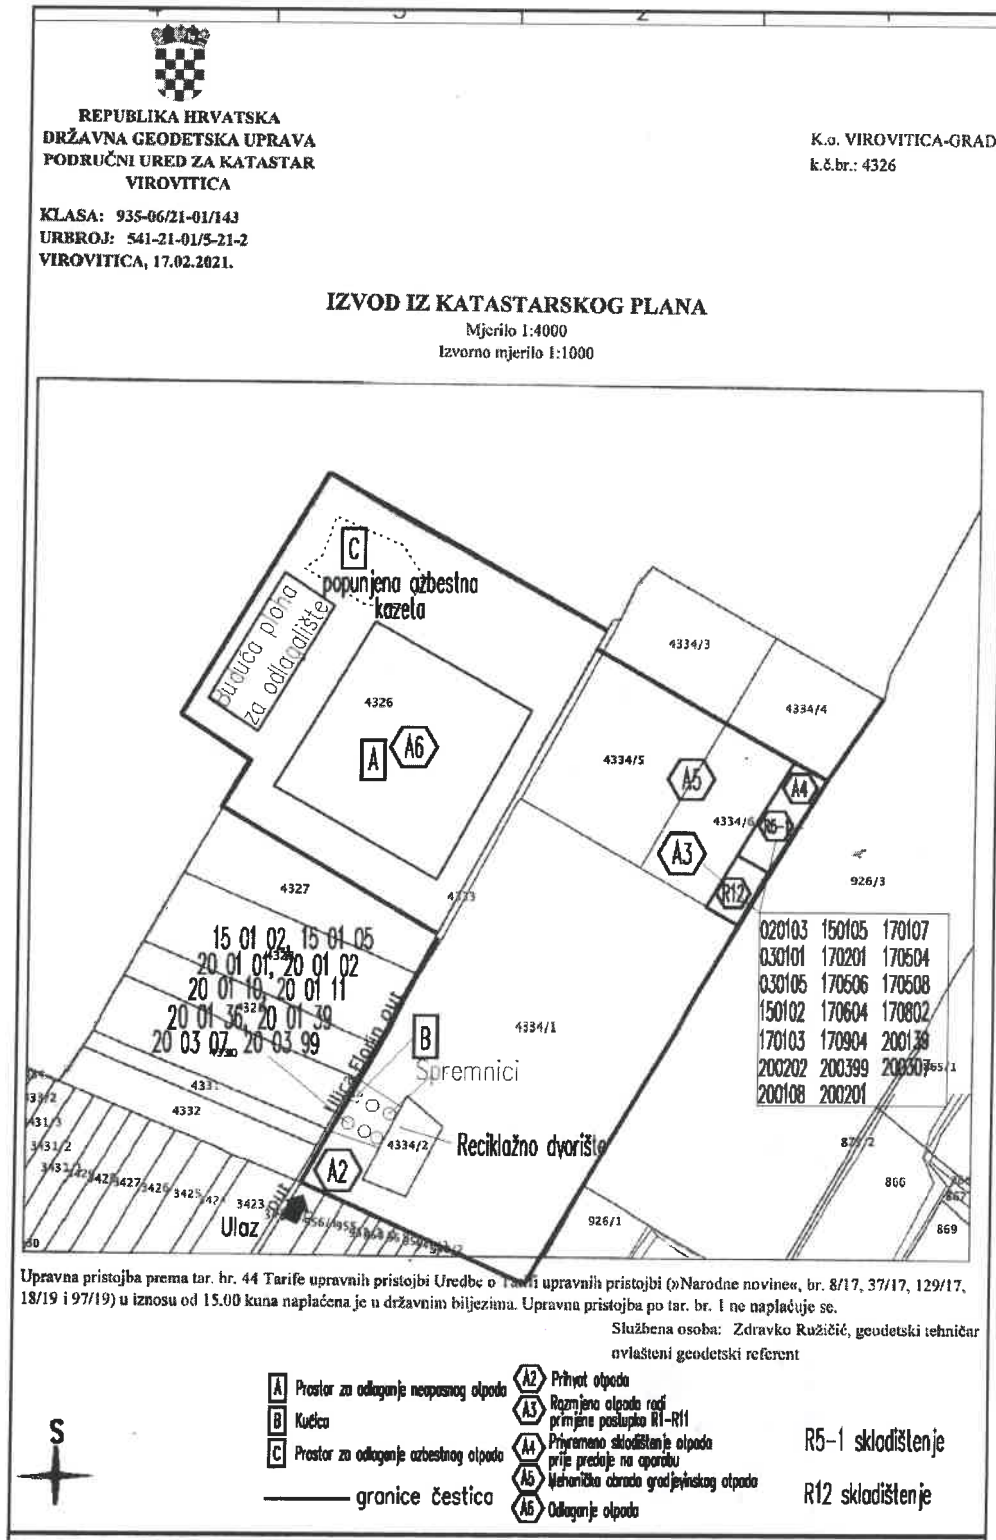 2
REPUBLIKA HRVATSKA
DRŽAVNA GEODETSKA UPRAVA
PODRUČNI URED ZA KATASTAR
VIROVITICA
K.o. VIROVITICA-GRAD
k.č.br.: 4326
KLASA: 935-06/21-01/143
URBROJ: 541-21-01/5-21-2
VIROVITICA, 17.02.2021.
IZVOD IZ KATASTARSKOG PLANA
Mjerilo 1:4000
Izvorno mjerilo 1:1000
C
popunjena azbestna
kazeta
Buduća ploha
za odlagalište
4326
A
A6
4334/3
4334/4
4334/5
A5
A4
4334/6
R5-1
A3
R12
926/3
4327
4333
15 01 02, 15 01 05
20 01 01, 20 01 02
20 01 10, 20 01 11
20 01 36, 20 01 39
20 03 07, 20 03 99
4330
4331
4332
B
Spremnici
4334/1
020103 150105 170107
030101 170201 170504
030105 170506 170508
150102 170604 170802
170103 170904 200139
200202 200399 200307
200108 200201
4334/2
Reciklažno dvorište
A2
Ulaz
3431/3
3431/2
3427
3426
3425
3423
866
869
926/1
Upravna pristojba prema tar. br. 44 Tarife upravnih pristojbi Uredbe o Tarifi upravnih pristojbi (»Narodne novine«, br. 8/17, 37/17, 129/17,
18/19 i 97/19) u iznosu od 15.00 kuna naplaćena je u državnim biljezima. Upravna pristojba po tar. br. 1 ne naplaćuje se.
Službena osoba: Zdravko Ružičić, geodetski tehničar
ovlašteni geodetski referent
A Prostor za odlaganje neopasnog otpada
B Kućica
C Prostor za odlaganje azbestnog otpada
granice čestica
A2 Prihvat otpada
A3 Razmjena otpada radi
primjene postupka R1-R11
A4 Privremeno skladištenje otpada
prije predaje na oporabu
A5 Mehanička obrada gradjevinskog otpada
A6 Odlaganje otpada
R5-1 skladištenje
R12 skladištenje
S